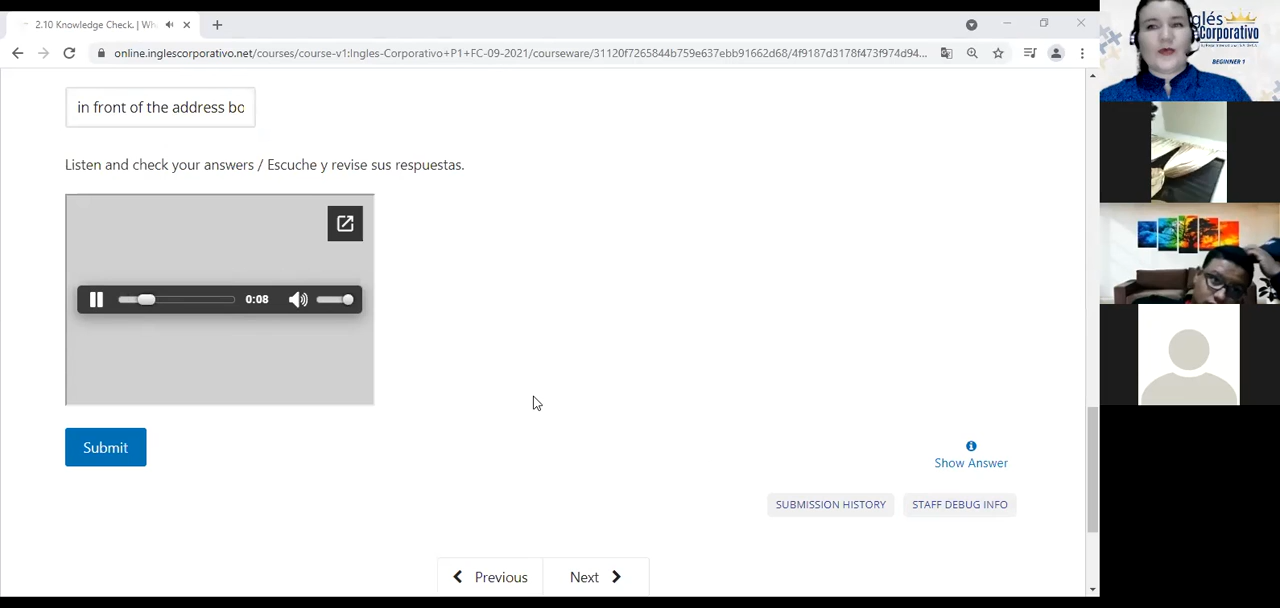 2.10 Knowledge Check. | Wh
online.inglescorporativo.net/courses/course-v1:Ingles-Corporativo+P1+FC-09-2021/courseware/31120f7265844b759e637ebb91662d68/4f9187d3178f473f974d94...
glés
Corporativo
BEGINNER 1
in front of the address bo
Listen and check your answers / Escuche y revise sus respuestas.
0:08
Submit
Show Answer
SUBMISSION HISTORY
STAFF DEBUG INFO
Previous
Next